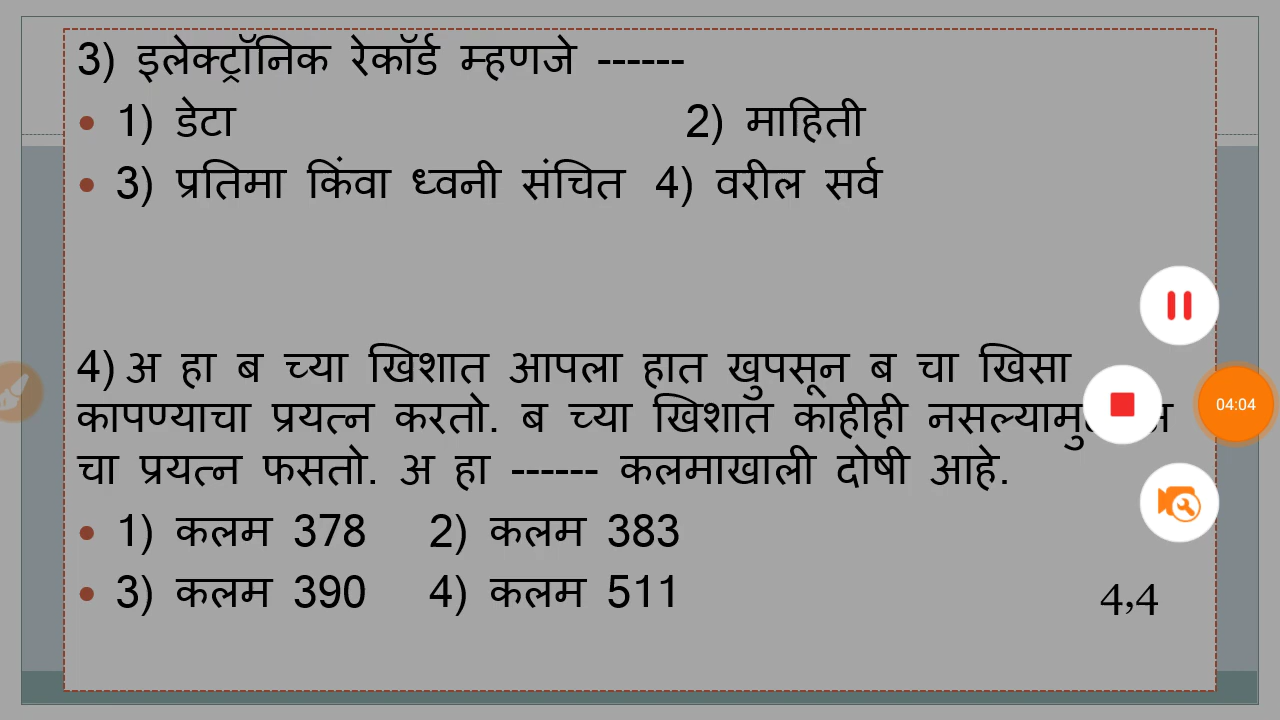 3) इलेक्ट्रॉनिक रेकॉर्ड म्हणजे ------
1) डेटा 2) माहिती
3) प्रतिमा किंवा ध्वनी संचित 4) वरील सर्व
4) अ हा ब च्या खिशात आपला हात खुपसून ब चा खिसा
कापण्याचा प्रयत्न करतो. ब च्या खिशात काहीही
चा प्रयत्न फसतो. अ हा ------ कलमाखाली दोषी आहे.
1) कलम 378 2) कलम 383
3) कलम 390 4) कलम 511
4,4
04:04